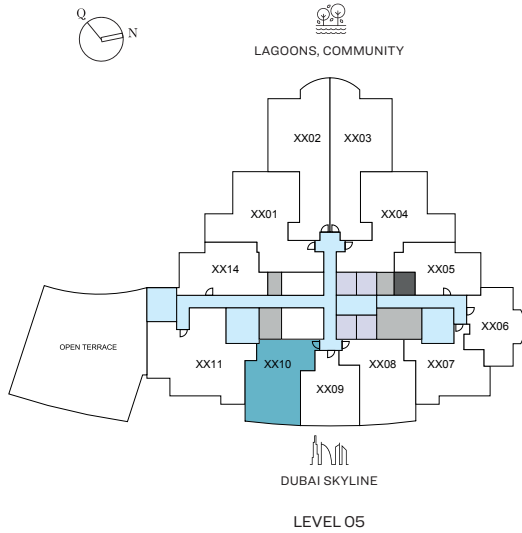 Q
N
LAGOONS, COMMUNITY
XX02
XX03
XX01
XX04
XX14
XX05
XX06
OPEN TERRACE
XX11
XX10
XX08
XX07
XX09
DUBAI SKYLINE
LEVEL 05